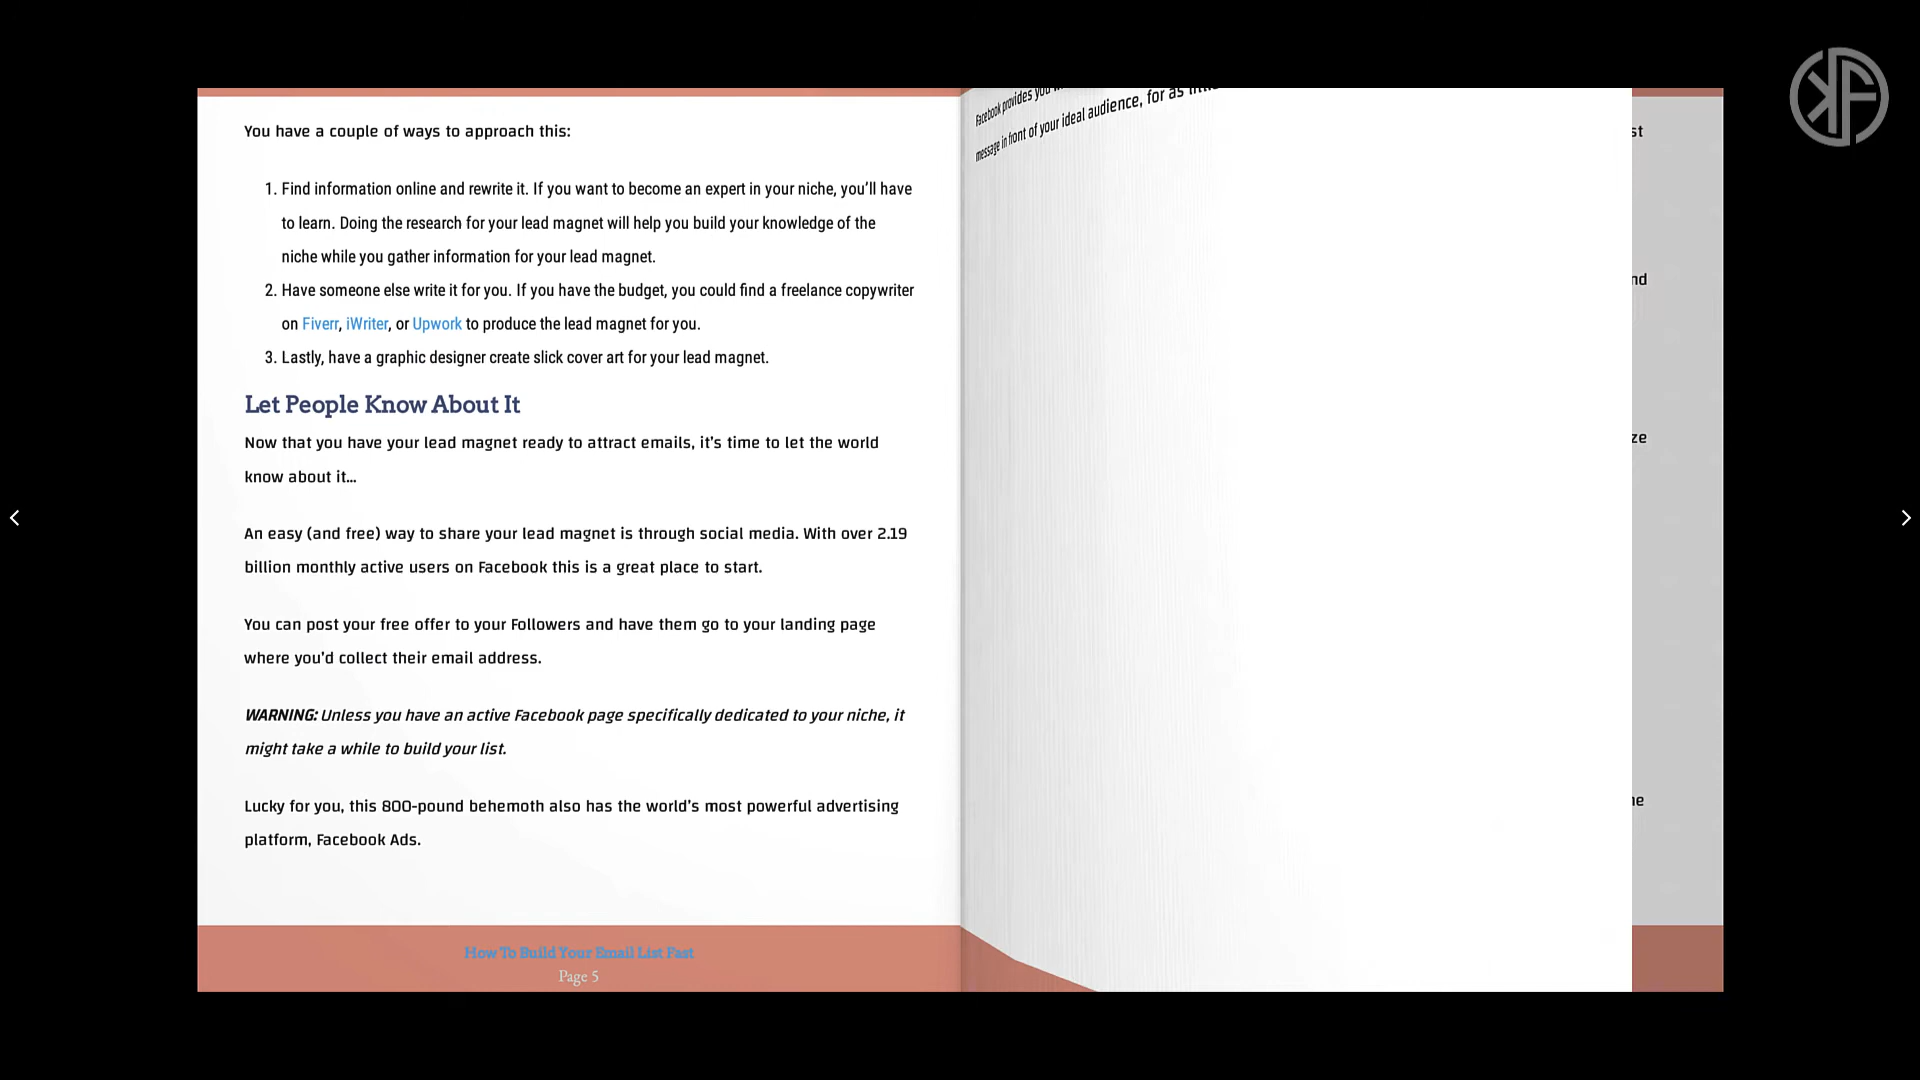 You have a couple of ways to approach this:
1. Find information online and rewrite it. If you want to become an expert in your niche, you’ll have
to learn. Doing the research for your lead magnet will help you build your knowledge of the
niche while you gather information for your lead magnet.
2. Have someone else write it for you. If you have the budget, you could find a freelance copywriter
on Fiverr, iWriter, or Upwork to produce the lead magnet for you.
3. Lastly, have a graphic designer create slick cover art for your lead magnet.
Let People Know About It
Now that you have your lead magnet ready to attract emails, it’s time to let the world
know about it...
An easy (and free) way to share your lead magnet is through social media. With over 2.19
billion monthly active users on Facebook this is a great place to start.
You can post your free offer to your Followers and have them go to your landing page
where you’d collect their email address.
WARNING: Unless you have an active Facebook page specifically dedicated to your niche, it
might take a while to build your list.
Lucky for you, this 800-pound behemoth also has the world’s most powerful advertising
platform, Facebook Ads.
How To Build Your Email List Fast
Page 5
Facebook provides you
message in front of your ideal audience, for as
st
nd
ze
he
KF